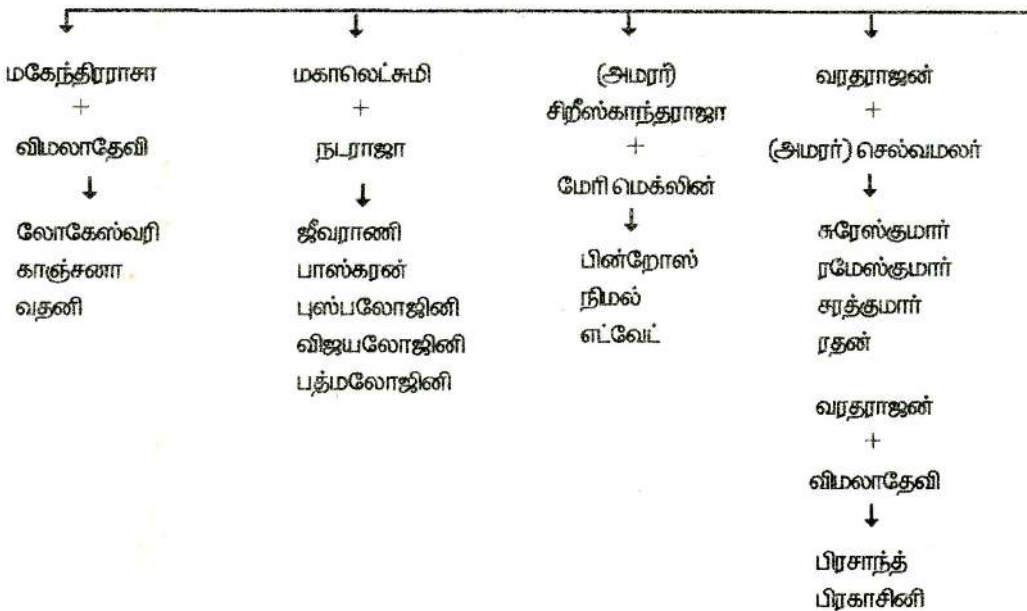 மகேந்திரராசா
+
விமலாதேவி
லோகேஸ்வரி
காஞ்சனா
வதனி
மகாலெட்சுமி
+
நடராஜா
ஜீவராணி
பாஸ்கரன்
புஸ்பலோஜினி
விஜயலோஜினி
பத்மலோஜினி
(அமரர்)
சிறீஸ்காந்தராஜா
+
மேரி மெக்லின்
பின்றோஸ்
நிமல்
எட்வேட்
வரதராஜன்
+
(அமரர்) செல்வமலர்
சுரேஸ்குமார்
ரமேஸ்குமார்
சரத்குமார்
ரதன்
வரதராஜன்
+
விமலாதேவி
பிரசாந்த்
பிரகாசினி